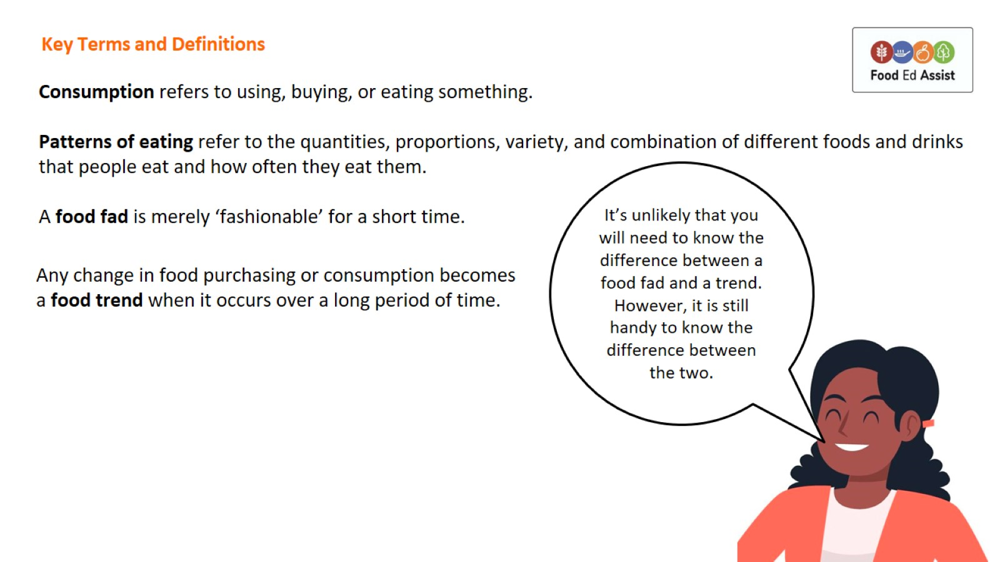 Key Terms and Definitions
Food Ed Assist
Consumption refers to using, buying, or eating something.
Patterns of eating refer to the quantities, proportions, variety, and combination of different foods and drinks
that people eat and how often they eat them.
A food fad is merely ‘fashionable’ for a short time.
Any change in food purchasing or consumption becomes
a food trend when it occurs over a long period of time.
It’s unlikely that you
will need to know the
difference between a
food fad and a trend.
However, it is still
handy to know the
difference between
the two.